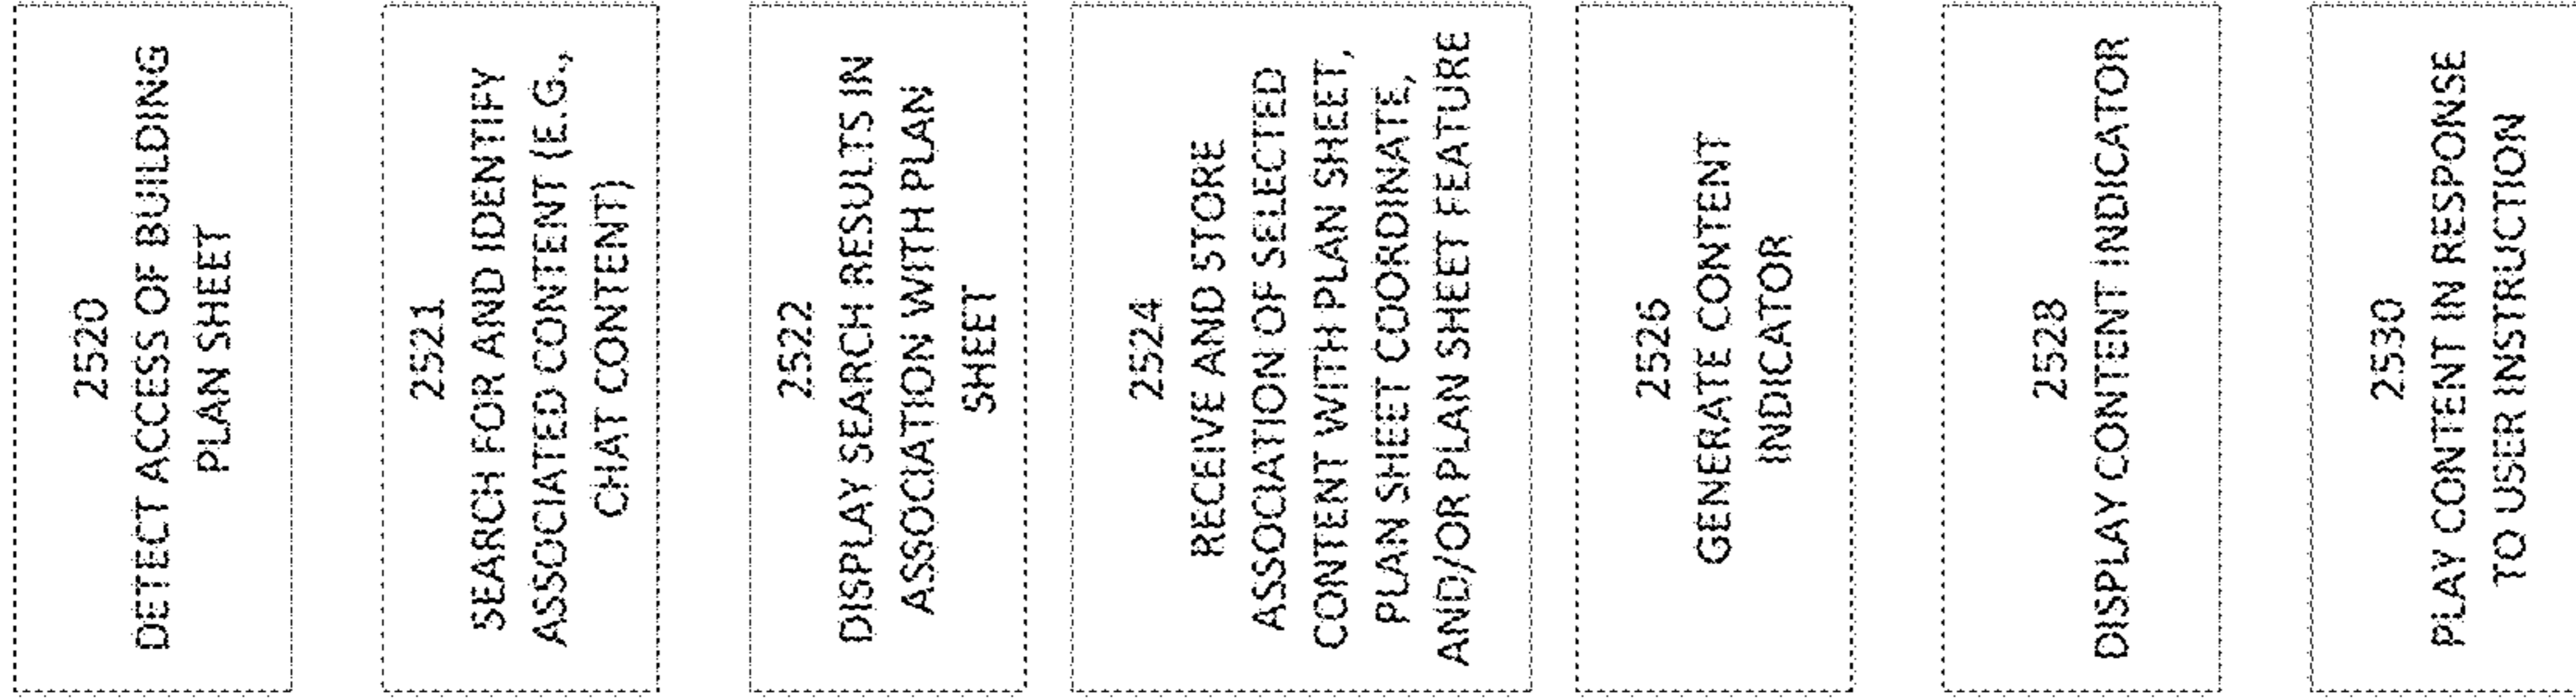 2520
DETECT ACCESS OF BUILDING
PLAN SHEET
2521
SEARCH FOR AND IDENTIFY
ASSOCIATED CONTENT (E.G.,
CHAT CONTENT)
2522
DISPLAY SEARCH RESULTS IN
ASSOCIATION WITH PLAN
SHEET
2524
RECEIVE AND STORE
ASSOCIATION OF SELECTED
CONTENT WITH PLAN SHEET,
PLAN SHEET COORDINATE,
AND/OR PLAN SHEET FEATURE
2526
GENERATE CONTENT
INDICATOR
2528
DISPLAY CONTENT INDICATOR
2530
PLAY CONTENT IN RESPONSE
TO USER INSTRUCTION